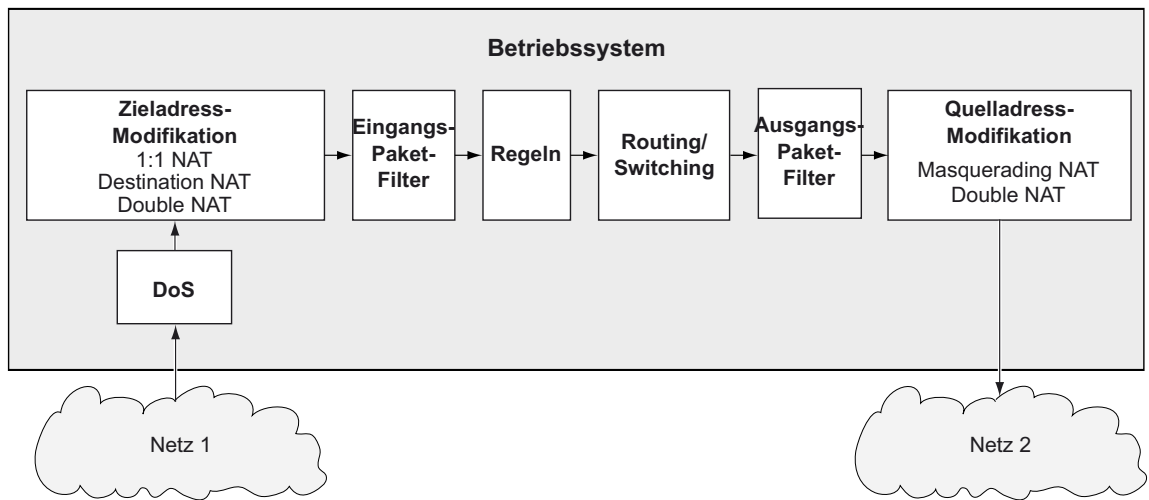 Betriebssystem
Zieladress-
Modifikation
1:1 NAT
Destination NAT
Double NAT
Eingangs-
Paket-
Filter
Regeln
Routing/
Switching
Ausgangs-
Paket-
Filter
Quelladress-
Modifikation
Masquerading NAT
Double NAT
DoS
Netz 1
Netz 2